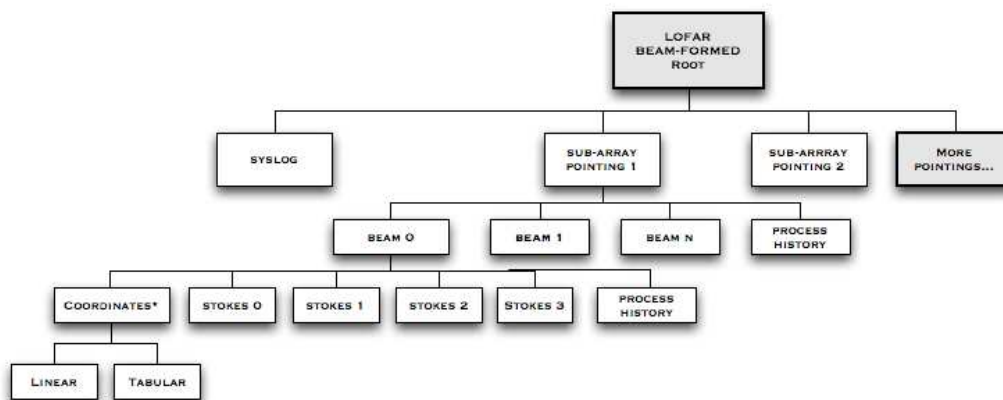 LOFAR
BEAM-FORMED
ROOT
SYSLOG
SUB-ARRAY
POINTING 1
SUB-ARRRAY
POINTING 2
MORE
POINTINGS...
BEAM 0
BEAM 1
BEAM N
PROCESS
HISTORY
COORDINATES*
STOKES 0
STOKES 1
STOKES 2
STOKES 3
PROCESS
HISTORY
LINEAR
TABULAR